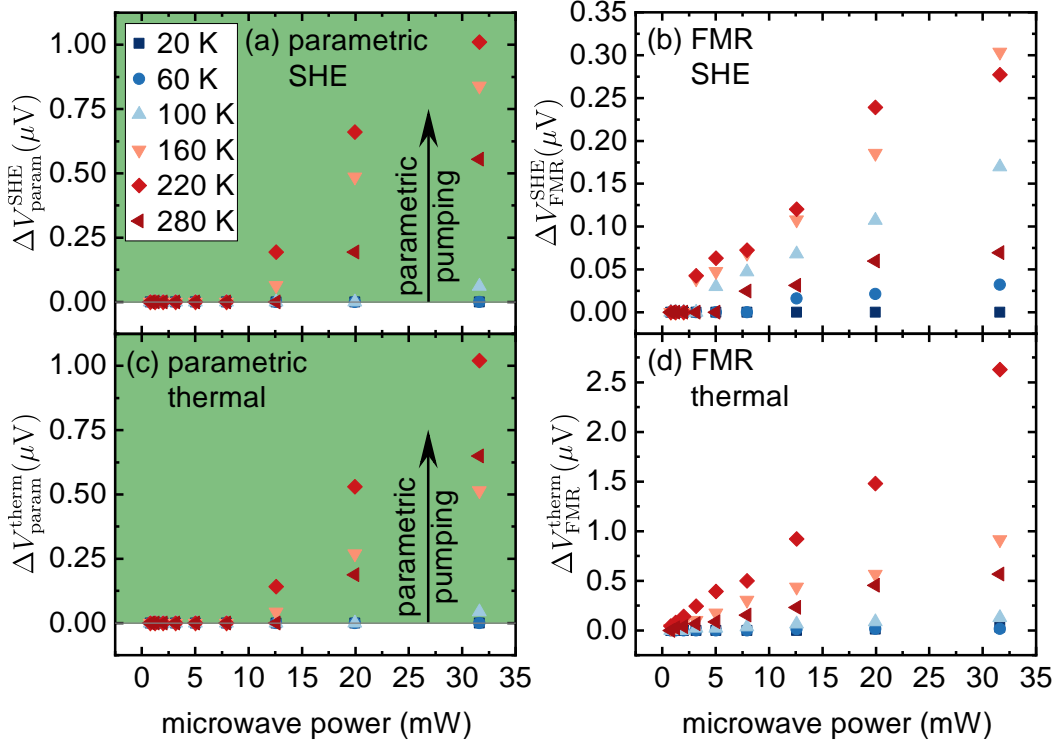 (a) parametric
SHE
20 K
60 K
100 K
160 K
220 K
280 K
1.00
0.75
0.50
0.25
0.00
ΔV^SHE_param (μV)
parametric
pumping
(b) FMR
SHE
0.35
0.30
0.25
0.20
0.15
0.10
0.05
0.00
ΔV^SHE_FMR (μV)
(c) parametric
thermal
1.00
0.75
0.50
0.25
0.00
ΔV^therm_param (μV)
parametric
pumping
0 5 10 15 20 25 30 35
microwave power (mW)
(d) FMR
thermal
2.5
2.0
1.5
1.0
0.5
0.0
ΔV^therm_FMR (μV)
0 5 10 15 20 25 30 35
microwave power (mW)